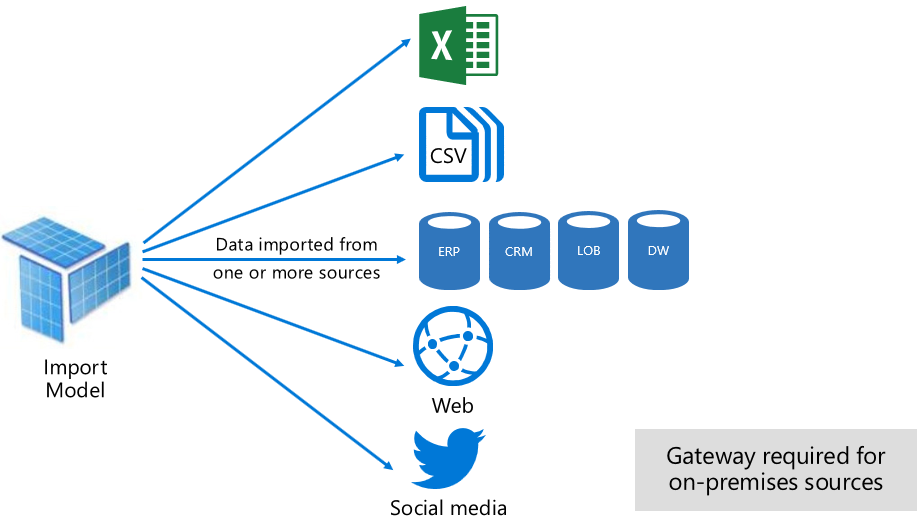 X
CSV
Data imported from
one or more sources
ERP
CRM
LOB
DW
Import
Model
Web
Social media
Gateway required for
on-premises sources